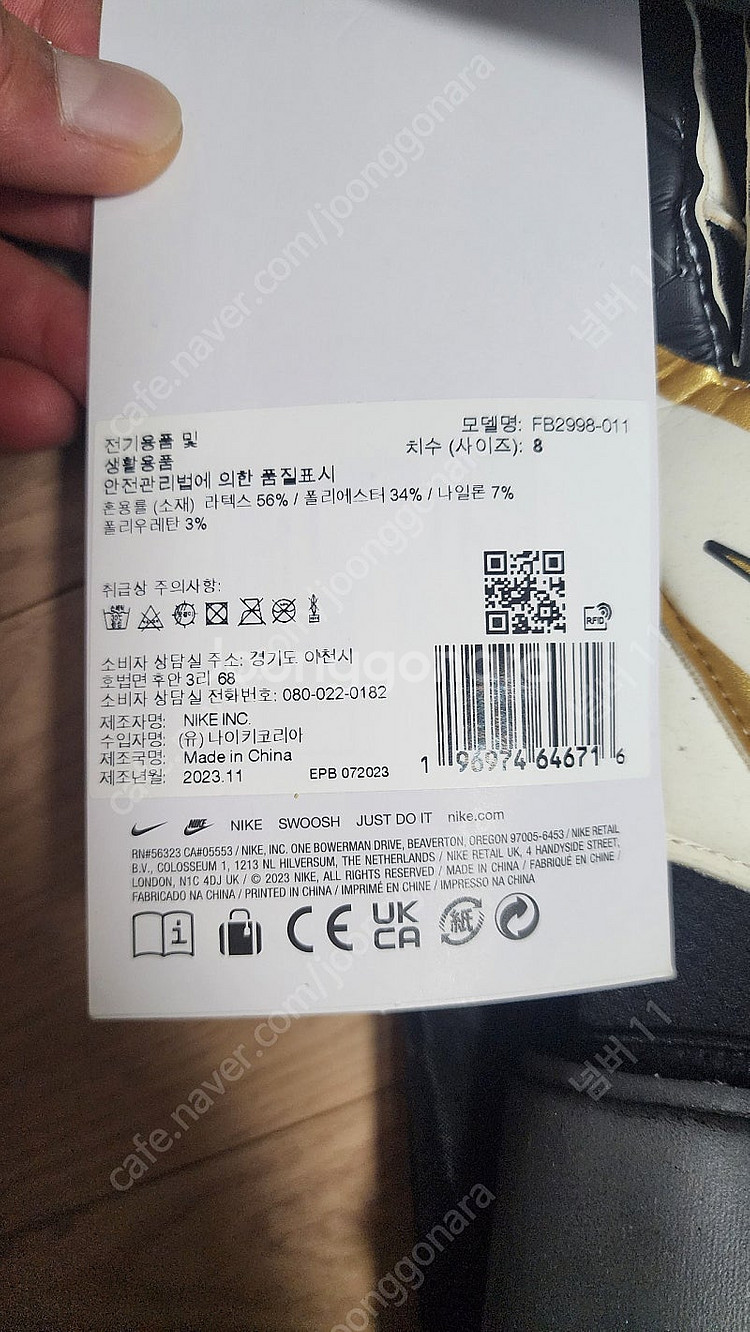 모델명: FB2998-011
치수 (사이즈): 8
전기용품 및
생활용품
안전관리법에 의한 품질표시
혼용률 (소재) 라텍스 56% / 폴리에스터 34% / 나일론 7%
폴리우레탄 3%
취급상 주의사항:
RFID
소비자 상담실 주소: 경기도 이천시
호법면 후안 3리 68
소비자 상담실 전화번호: 080-022-0182
제조자명: NIKE INC.
수입자명: (유) 나이키코리아
제조국명: Made in China
제조년월: 2023.11
EPB 072023
1 96974 64671 6
NIKE SWOOSH JUST DO IT nike.com
RN#56323 CA#05553 / NIKE, INC. ONE BOWERMAN DRIVE, BEAVERTON, OREGON 97005-6453 / NIKE RETAIL
B.V., COLOSSEUM 1, 1213 NL HILVERSUM, THE NETHERLANDS / NIKE RETAIL UK, 4 HANDYSIDE STREET,
LONDON, N1C 4DJ UK / © 2023 NIKE, ALL RIGHTS RESERVED / MADE IN CHINA / FABRIQUÉ EN CHINE /
FABRICADO NA CHINA / PRINTED IN CHINA / IMPRIMÉ EN CHINE / IMPRESSO NA CHINA
i CE UK CA 紙
cafe.naver.com/joonggonara
넘버 11
joonggonara
cafe.naver.com/joonggonara
넘버 11